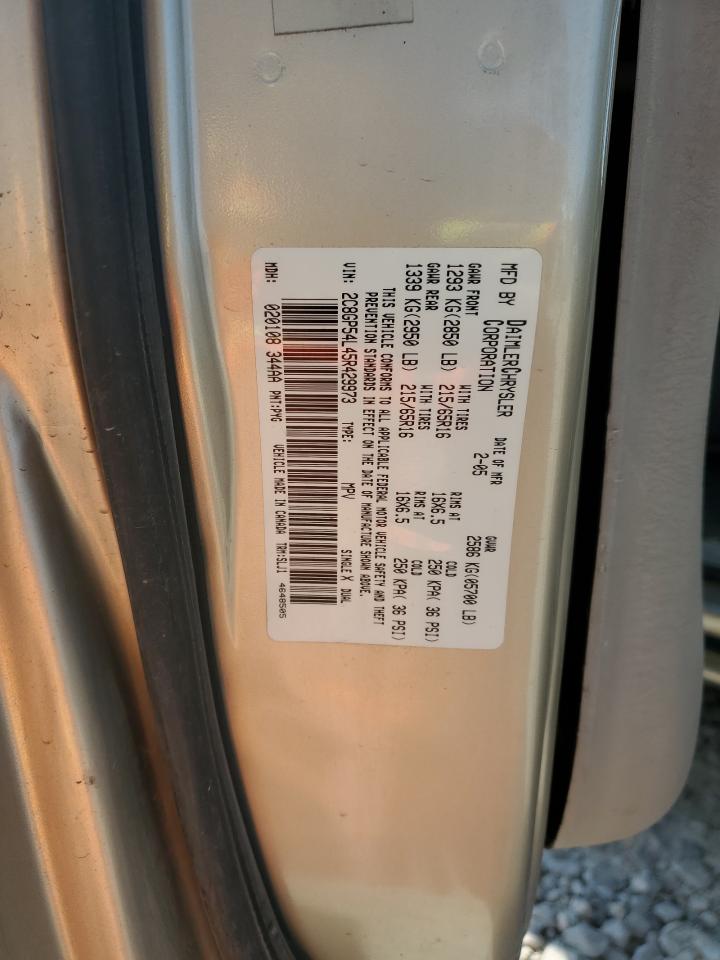 MFD BY DAIMLERCHRYSLER CORPORATION
DATE OF MFR GVWR
2-05 2586 KG(05700 LB)
GAWR FRONT WITH TIRES RIMS AT COLD
1293 KG(2850 LB) 215/65R16 16X6.5 250 KPA( 36 PSI)
GAWR REAR WITH TIRES RIMS AT COLD
1339 KG(2950 LB) 215/65R16 16X6.5 250 KPA( 36 PSI)
THIS VEHICLE CONFORMS TO ALL APPLICABLE FEDERAL MOTOR VEHICLE SAFETY AND THEFT
PREVENTION STANDARDS IN EFFECT ON THE DATE OF MANUFACTURE SHOWN ABOVE.
VIN: 2C8GP54L45R429973 TYPE: MPV SINGLE X DUAL
MDH: 020108 344AA PNT:PMG VEHICLE MADE IN CANADA TRM:SLJ1 4648505